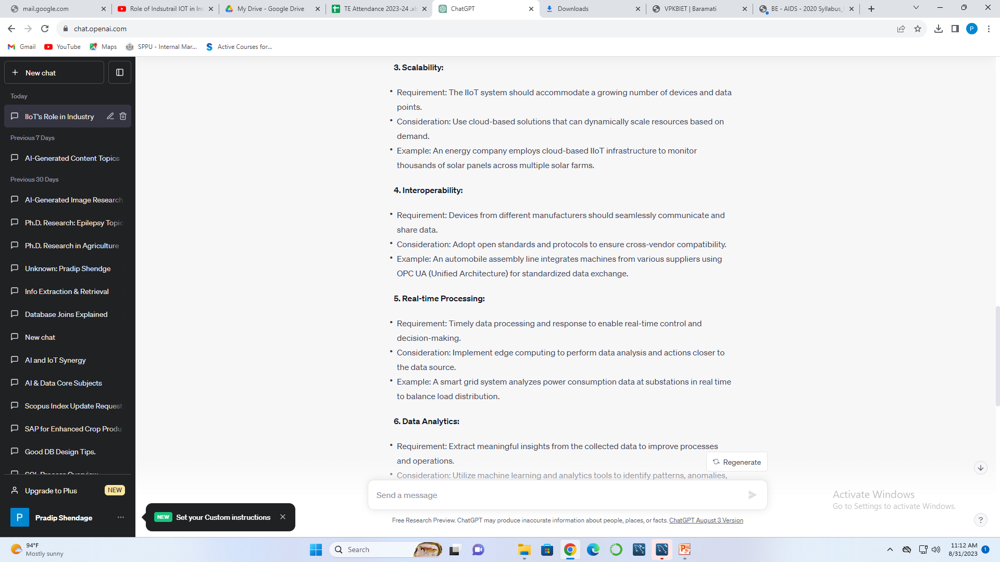 mail.google.com
Role of Indsutrail IOT in Inc
My Drive - Google Drive
TE Attendance 2023-24 .xls
ChatGPT
Downloads
VPKBIET | Baramati
BE - AIDS - 2020 Syllabus_
chat.openai.com
P
Gmail
YouTube
Maps
SPPU - Internal Mar...
Active Courses for...
New chat
Today
IIoT's Role in Industry
Previous 7 Days
AI-Generated Content Topics
Previous 30 Days
AI-Generated Image Research
Ph.D. Research: Epilepsy Topic
Ph.D. Research in Agriculture
Unknown: Pradip Shendge
Info Extraction & Retrieval
Database Joins Explained
New chat
AI and IoT Synergy
AI & Data Core Subjects
Scopus Index Update Request
SAP for Enhanced Crop Produ
Good DB Design Tips.
SQL Process Overview
Upgrade to Plus
NEW
P
Pradip Shendage
3. Scalability:
• Requirement: The IIoT system should accommodate a growing number of devices and data
points.
• Consideration: Use cloud-based solutions that can dynamically scale resources based on
demand.
• Example: An energy company employs cloud-based IIoT infrastructure to monitor
thousands of solar panels across multiple solar farms.
4. Interoperability:
• Requirement: Devices from different manufacturers should seamlessly communicate and
share data.
• Consideration: Adopt open standards and protocols to ensure cross-vendor compatibility.
• Example: An automobile assembly line integrates machines from various suppliers using
OPC UA (Unified Architecture) for standardized data exchange.
5. Real-time Processing:
• Requirement: Timely data processing and response to enable real-time control and
decision-making.
• Consideration: Implement edge computing to perform data analysis and actions closer to
the data source.
• Example: A smart grid system analyzes power consumption data at substations in real time
to balance load distribution.
6. Data Analytics:
• Requirement: Extract meaningful insights from the collected data to improve processes
and operations.
• Consideration: Utilize machine learning and analytics tools to identify patterns, anomalies,
Regenerate
Send a message
NEW Set your Custom instructions
Free Research Preview. ChatGPT may produce inaccurate information about people, places, or facts. ChatGPT August 3 Version
Activate Windows
Go to Settings to activate Windows.
?
94°F
Mostly sunny
Search
11:12 AM
8/31/2023
1